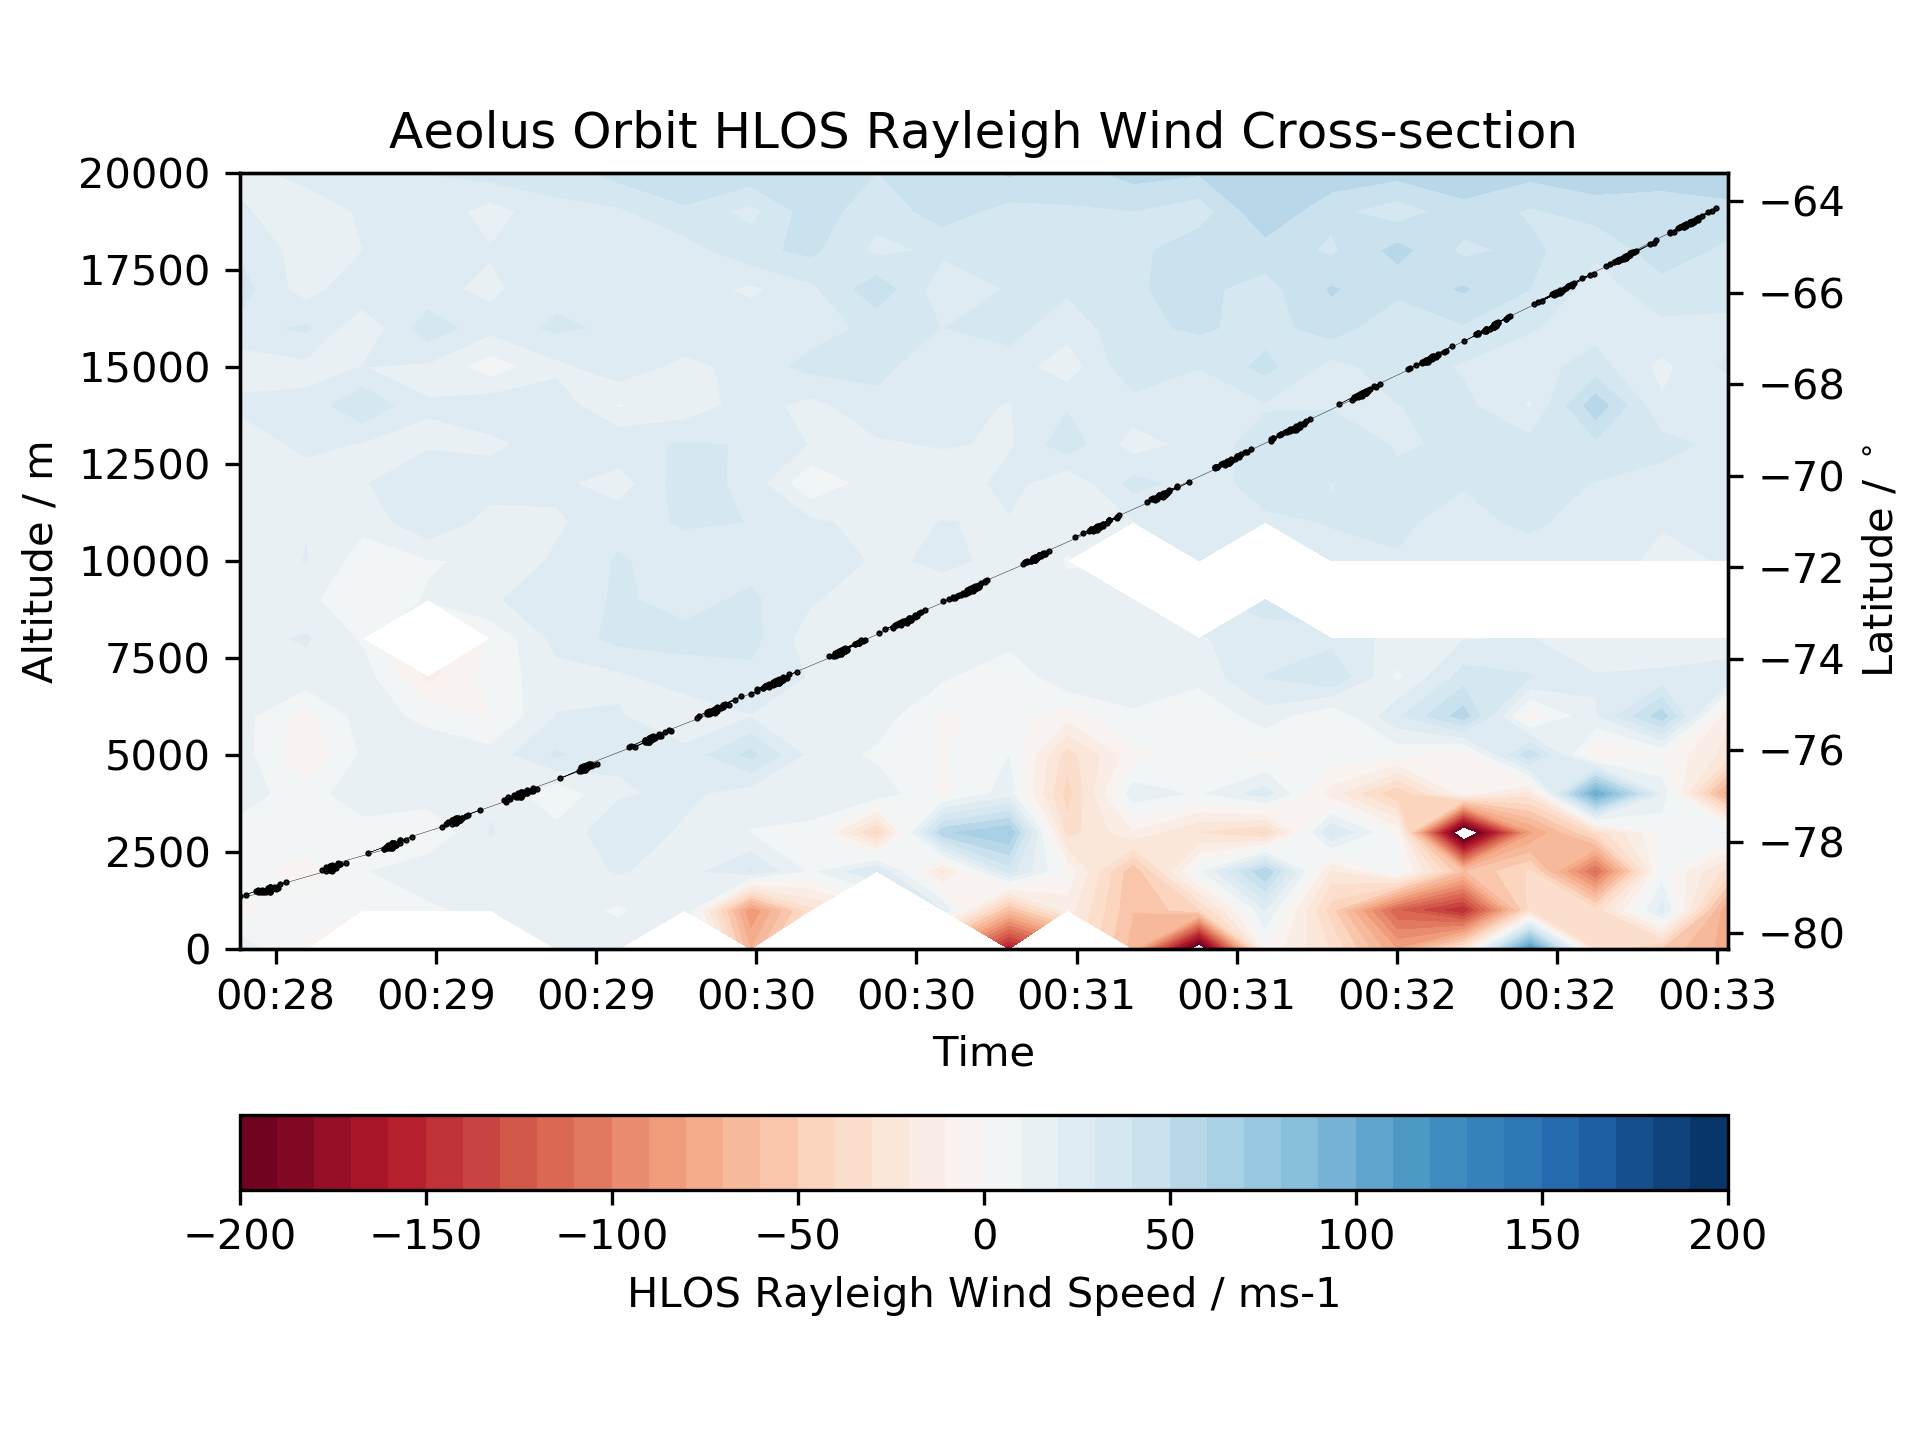 Aeolus Orbit HLOS Rayleigh Wind Cross-section
20000
17500
15000
12500
10000
7500
5000
2500
0
Altitude / m
−64
−66
−68
−70
−72
−74
−76
−78
−80
Latitude / °
00:28 00:29 00:29 00:30 00:30 00:31 00:31 00:32 00:32 00:33
Time
−200 −150 −100 −50 0 50 100 150 200
HLOS Rayleigh Wind Speed / ms-1